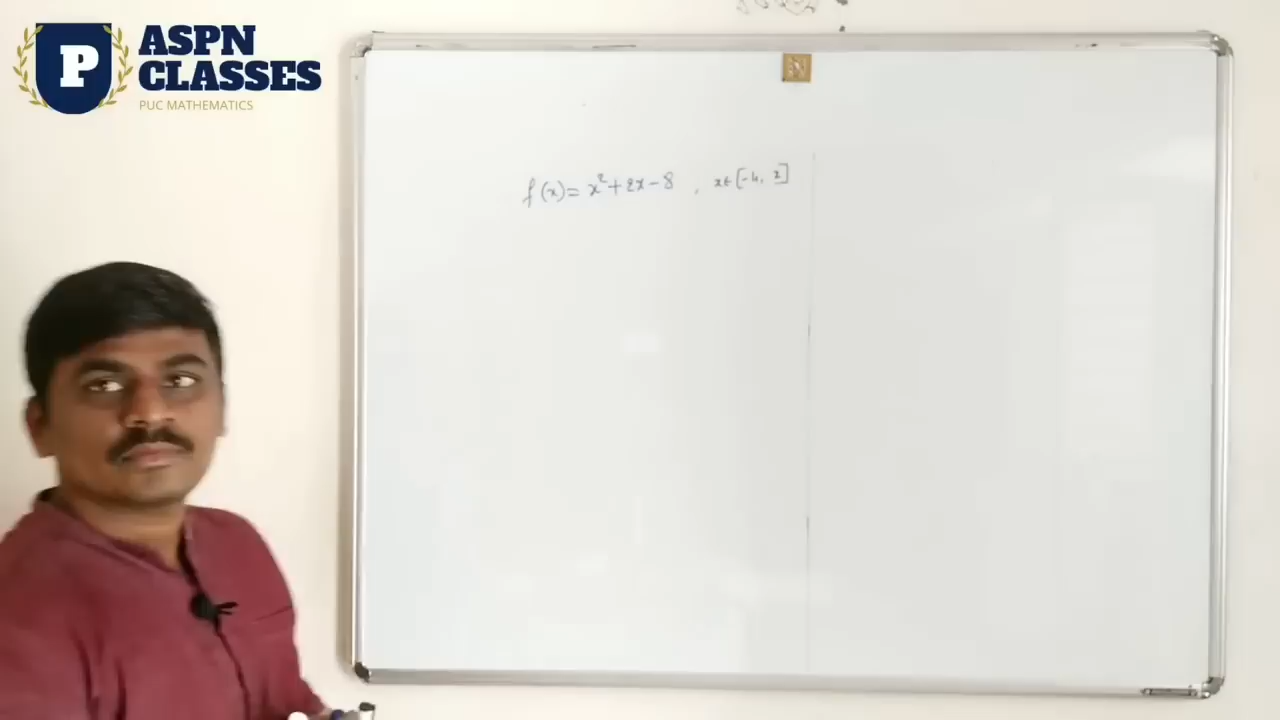 P
ASPN
CLASSES
PUC MATHEMATICS
f(x) = x² + 2x - 8 , x ∈ [-4, 2]